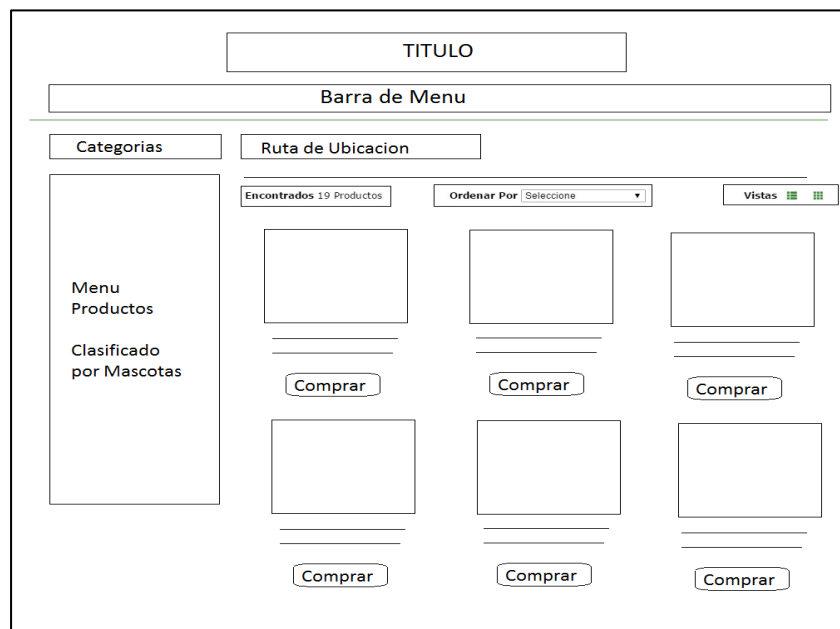 TITULO
Barra de Menu
Categorias
Ruta de Ubicacion
Encontrados 19 Productos
Ordenar Por Seleccione
Vistas
Menu
Productos
Clasificado
por Mascotas
Comprar
Comprar
Comprar
Comprar
Comprar
Comprar